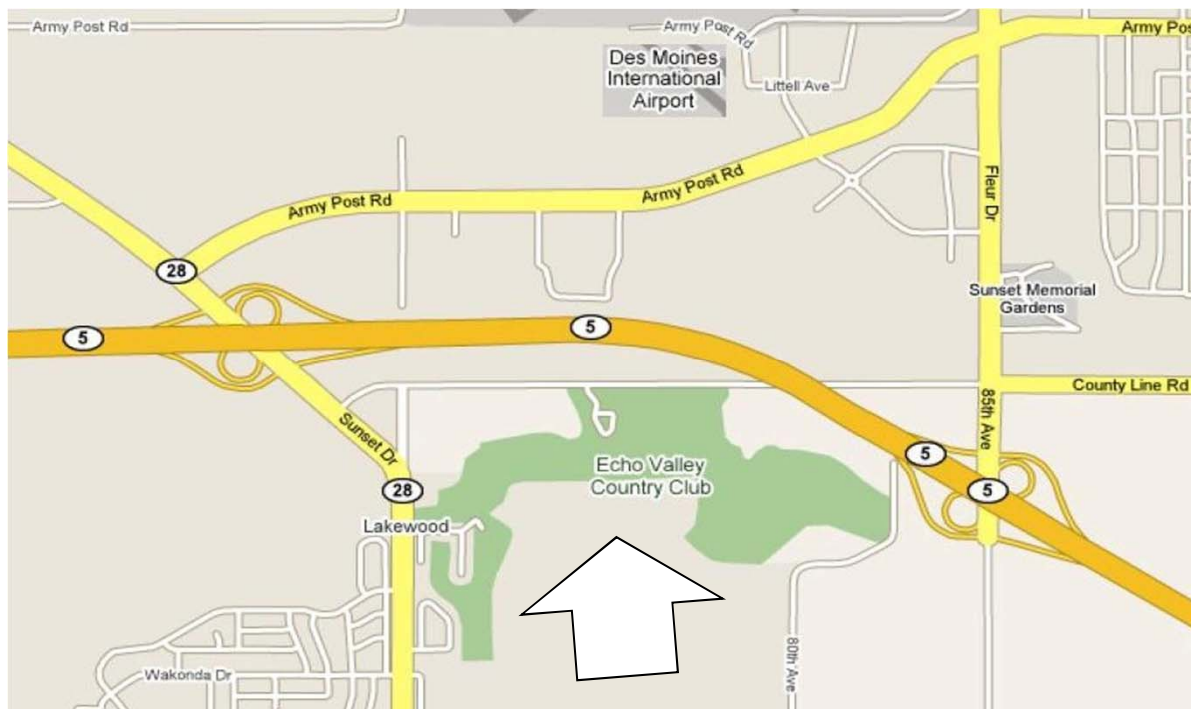 Army Post Rd
Army Post Rd
Army Pos
Des Moines
International
Airport
Littell Ave
Army Post Rd
Army Post Rd
Fleur Dr
28
Sunset Memorial
Gardens
5
5
County Line Rd
85th Ave
Sunset Dr
5
Echo Valley
Country Club
28
5
Lakewood
80th Ave
Wakonda Dr